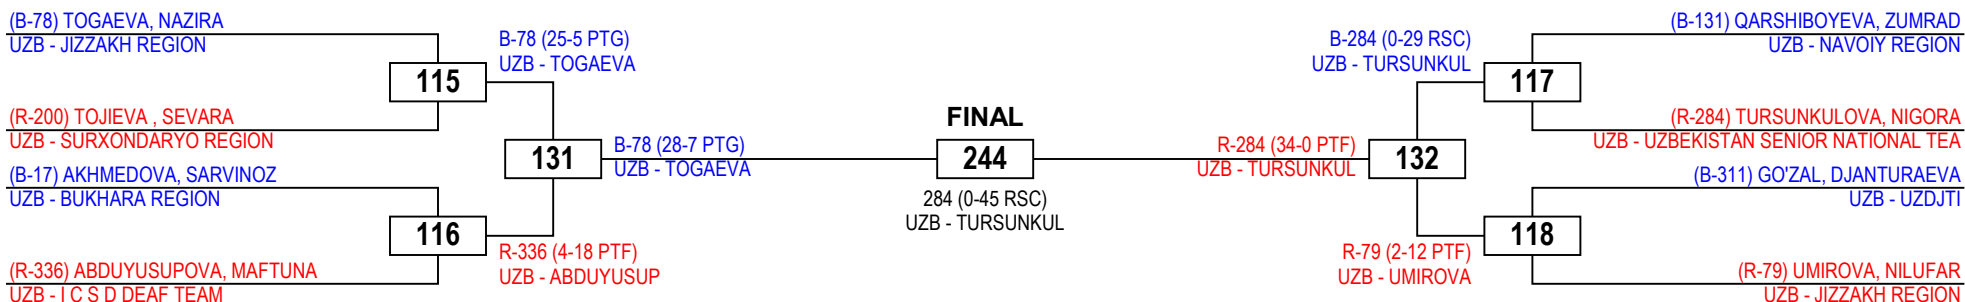 (B-78) TOGAEVA, NAZIRA
UZB - JIZZAKH REGION
115
(R-200) TOJIEVA , SEVARA
UZB - SURXONDARYO REGION
B-78 (25-5 PTG)
UZB - TOGAEVA
(B-17) AKHMEDOVA, SARVINOZ
UZB - BUKHARA REGION
116
(R-336) ABDUYUSUPOVA, MAFTUNA
UZB - I C S D DEAF TEAM
R-336 (4-18 PTF)
UZB - ABDUYUSUP
131
B-78 (28-7 PTG)
UZB - TOGAEVA
FINAL
244
284 (0-45 RSC)
UZB - TURSUNKUL
R-284 (34-0 PTF)
UZB - TURSUNKUL
132
B-284 (0-29 RSC)
UZB - TURSUNKUL
117
(B-131) QARSHIBOYEVA, ZUMRAD
UZB - NAVOIY REGION
(R-284) TURSUNKULOVA, NIGORA
UZB - UZBEKISTAN SENIOR NATIONAL TEA
R-79 (2-12 PTF)
UZB - UMIROVA
118
(B-311) GO'ZAL, DJANTURAEVA
UZB - UZDJTI
(R-79) UMIROVA, NILUFAR
UZB - JIZZAKH REGION